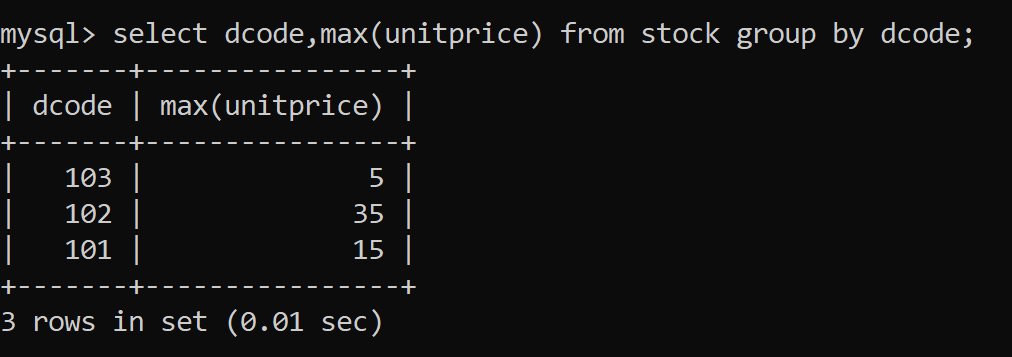 mysql> select dcode,max(unitprice) from stock group by dcode;
+-------+----------------+
| dcode | max(unitprice) |
+-------+----------------+
|   103 |              5 |
|   102 |             35 |
|   101 |             15 |
+-------+----------------+
3 rows in set (0.01 sec)